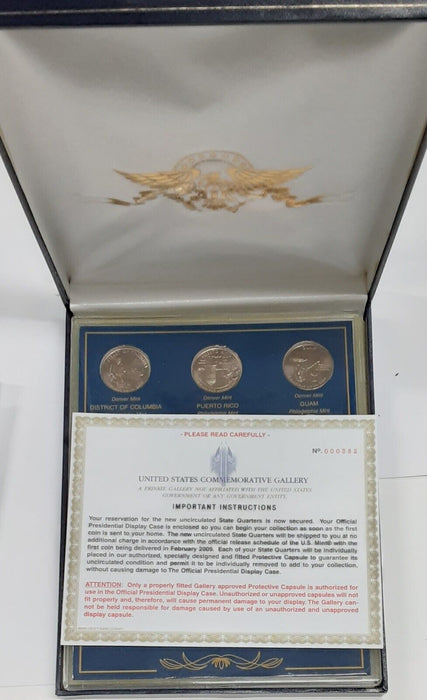 Denver Mint
DISTRICT OF COLUMBIA
Denver Mint
PUERTO RICO
Philadelphia Mint
Denver Mint
GUAM
Philadelphia Mint
- PLEASE READ CAREFULLY -
Nº. 000383
UNITED STATES COMMEMORATIVE GALLERY
A PRIVATE GALLERY NOT AFFILIATED WITH THE UNITED STATES
GOVERNMENT OR ANY GOVERNMENT ENTITY.
IMPORTANT INSTRUCTIONS
Your reservation for the new uncirculated State Quarters is now secured. Your Official
Presidential Display Case is enclosed so you can begin your collection as soon as the first
coin is sent to your home. The new uncirculated State Quarters will be shipped to you at no
additional charge in accordance with the official release schedule of the U.S. Mint® with the
first coin being delivered in February 2009. Each of your State Quarters will be individually
placed in our authorized, specially designed and fitted Protective Capsule to guarantee its
uncirculated condition and permit it to be individually removed to add to your collection,
without causing damage to The Official Presidential Display Case.
ATTENTION: Only a properly fitted Gallery approved Protective Capsule is authorized for
use in the Official Presidential Display Case. Unauthorized or unapproved capsules will not
fit properly and, therefore, will cause permanent damage to your display. The Gallery can-
not be held responsible for damage caused by use of an unauthorized and unapproved
display capsule.